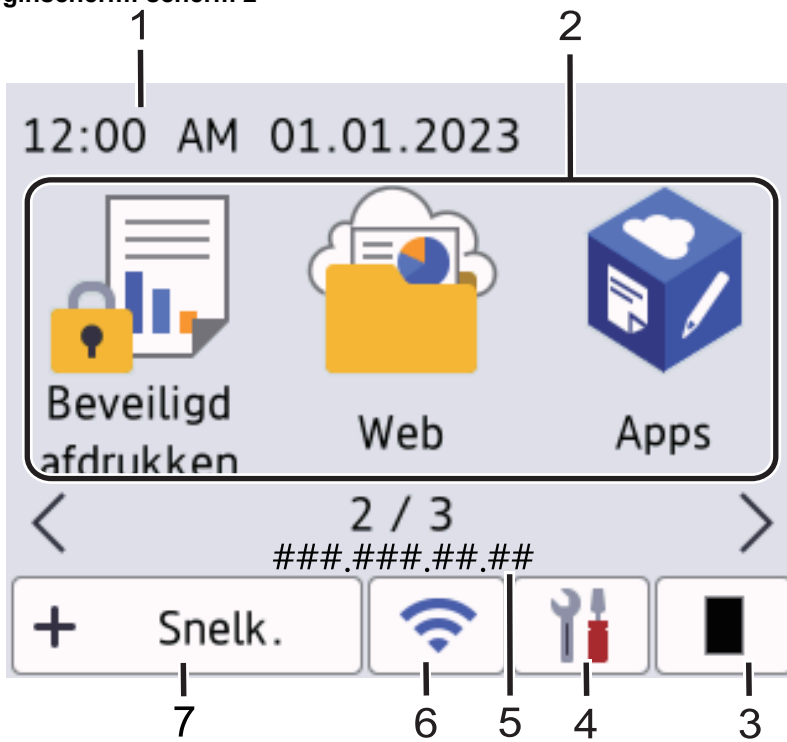 1
2
12:00 AM 01.01.2023
Beveiligd
afdrukken
Web
Apps
2 / 3
###.###.##.##
+ Snelk.
7
6
5
4
3